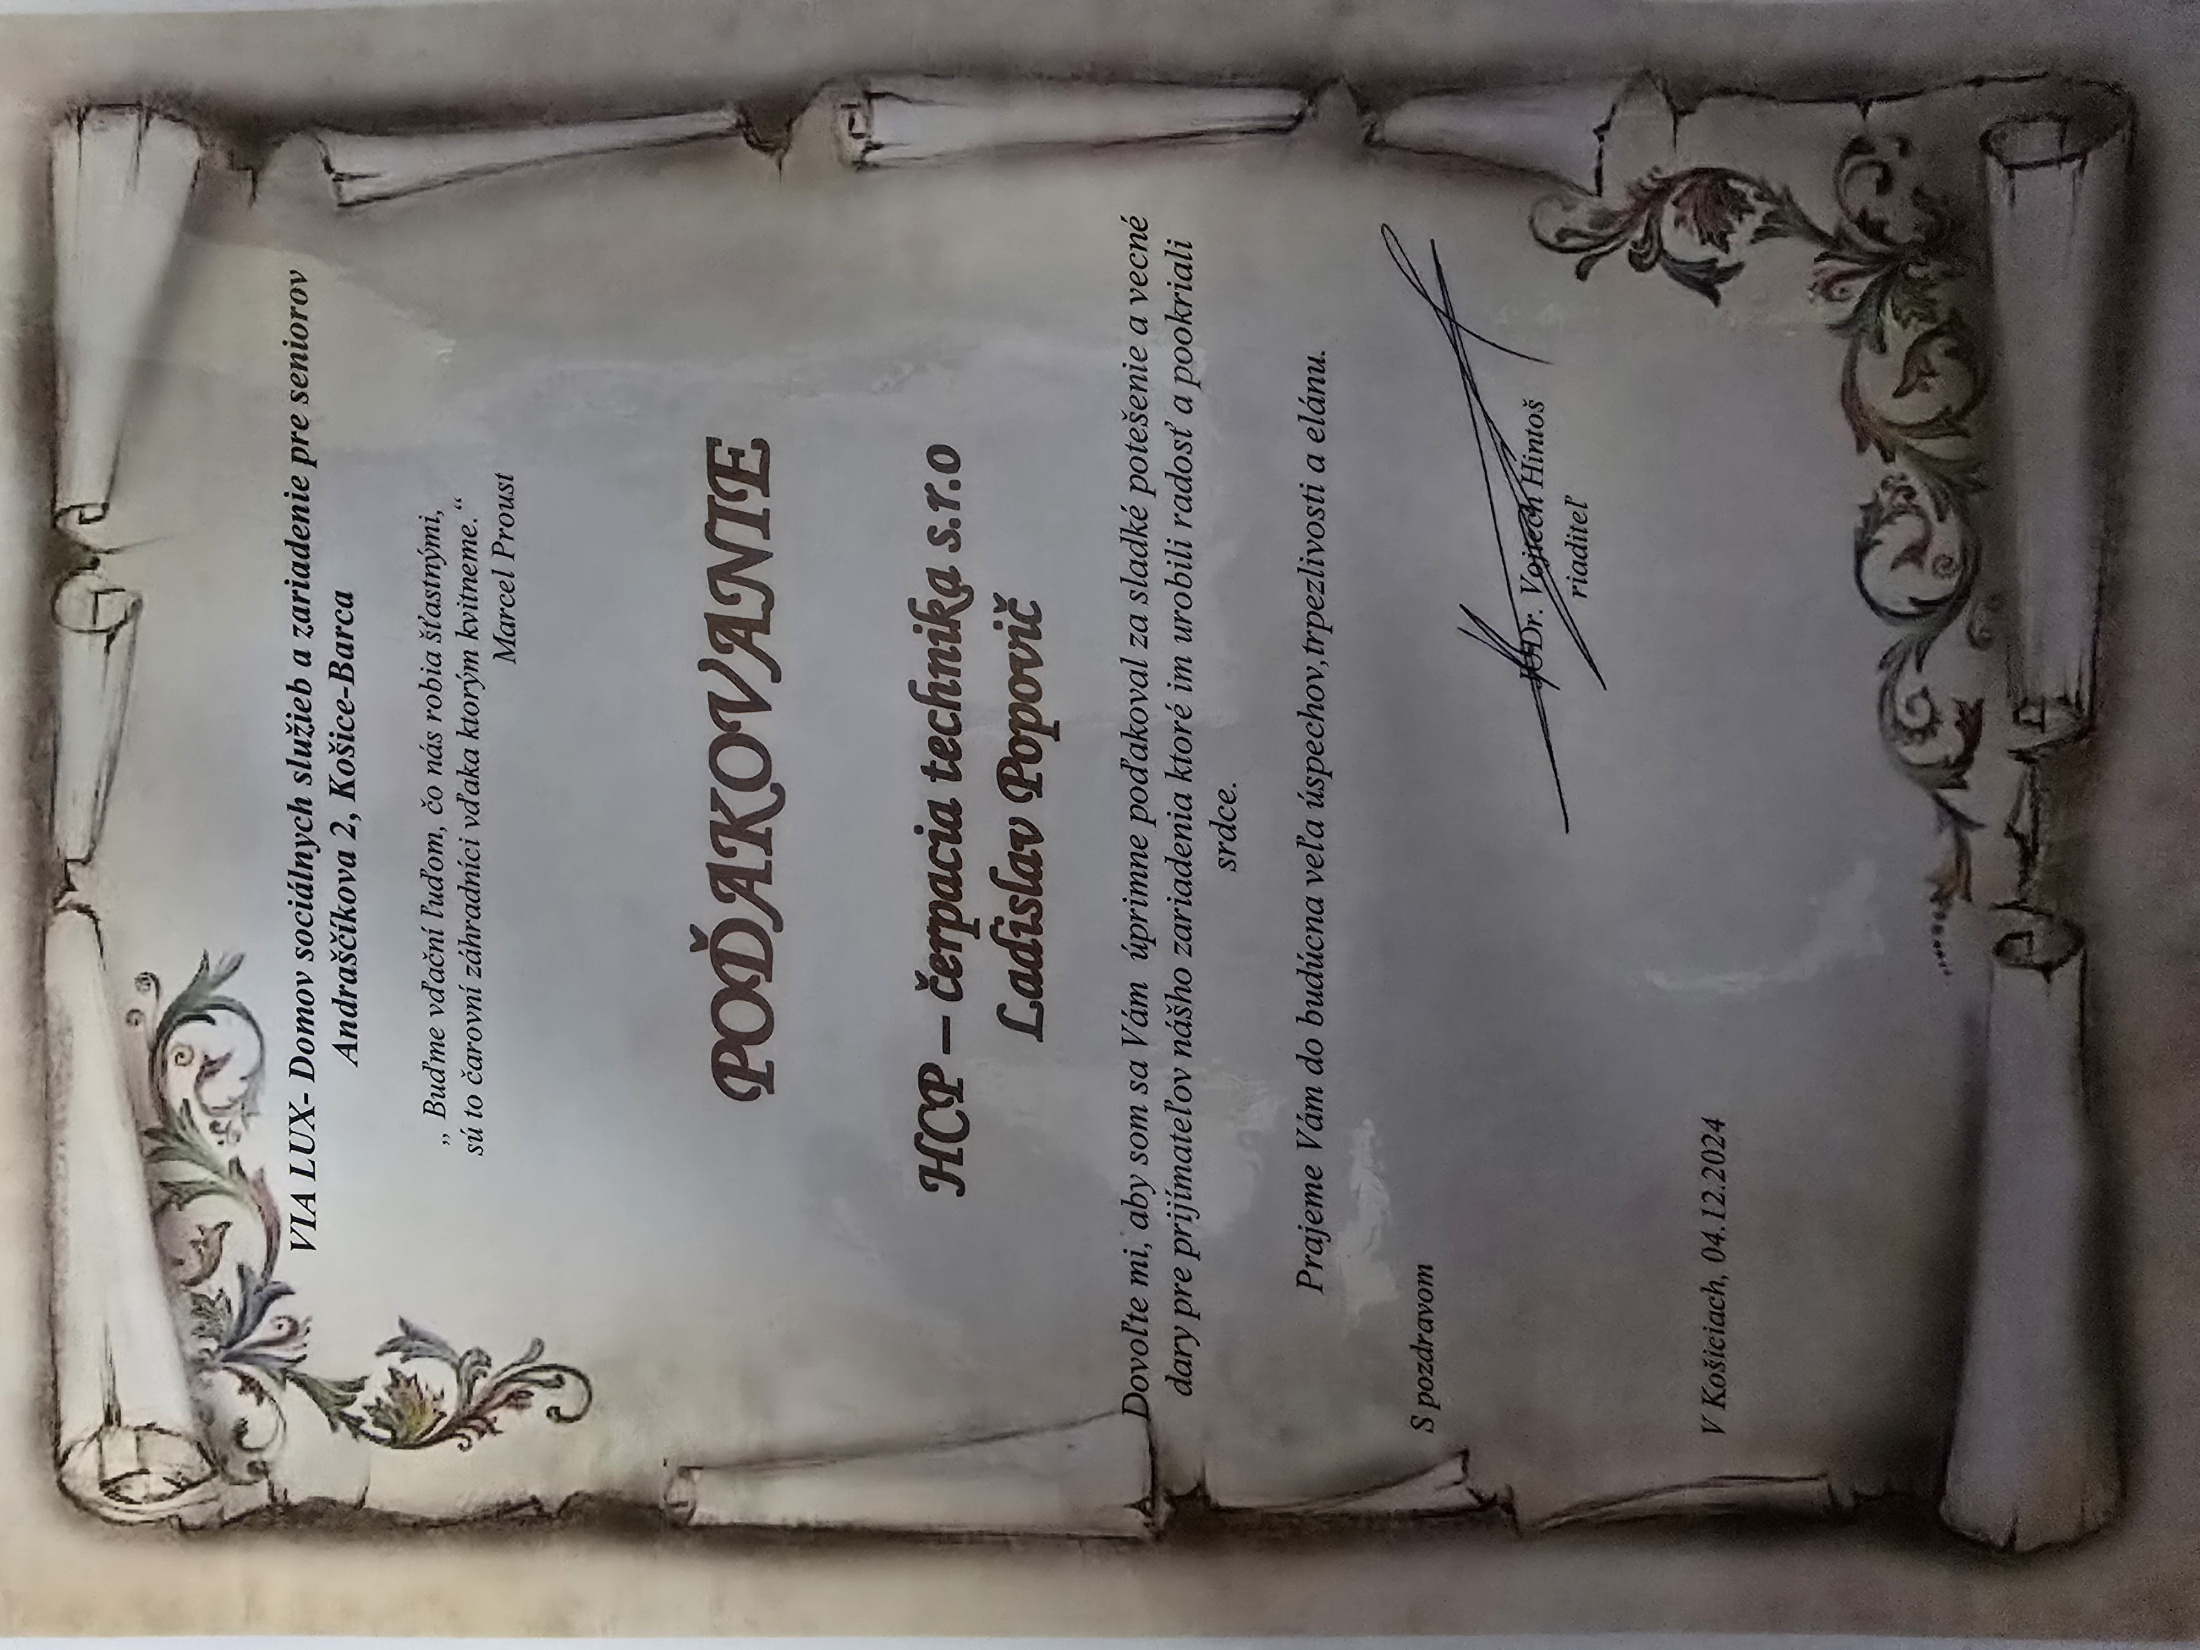 VIA LUX- Domov sociálnych služieb a zariadenie pre seniorov
Andraščíkova 2, Košice-Barca
„ Buďme vďační ľuďom, čo nás robia šťastnými,
sú to čarovní záhradníci vďaka ktorým kvitneme.“
Marcel Proust
POĎAKOVANIE
HCP – čerpacia technika s.r.o
Ladislav Popovič
Dovoľte mi, aby som sa Vám úprimne poďakoval za sladké potešenie a vecné
dary pre prijímateľov nášho zariadenia ktoré im urobili radosť a pookriali
srdce.
Prajeme Vám do budúcna veľa úspechov,trpezlivosti a elánu.
S pozdravom
JUDr. Vojtech Hintoš
riaditeľ
V Košiciach, 04.12.2024